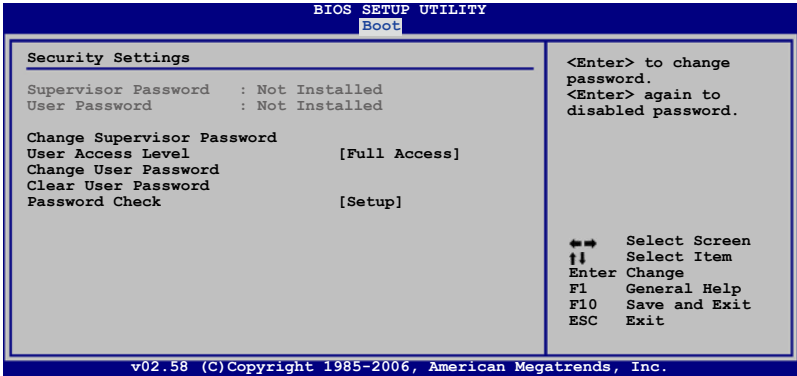 BIOS SETUP UTILITY
Boot
Security Settings
Supervisor Password : Not Installed
User Password : Not Installed
Change Supervisor Password
User Access Level [Full Access]
Change User Password
Clear User Password
Password Check [Setup]
<Enter> to change
password.
<Enter> again to
disabled password.
Select Screen
Select Item
Enter Change
F1 General Help
F10 Save and Exit
ESC Exit
v02.58 (C)Copyright 1985-2006, American Megatrends, Inc.